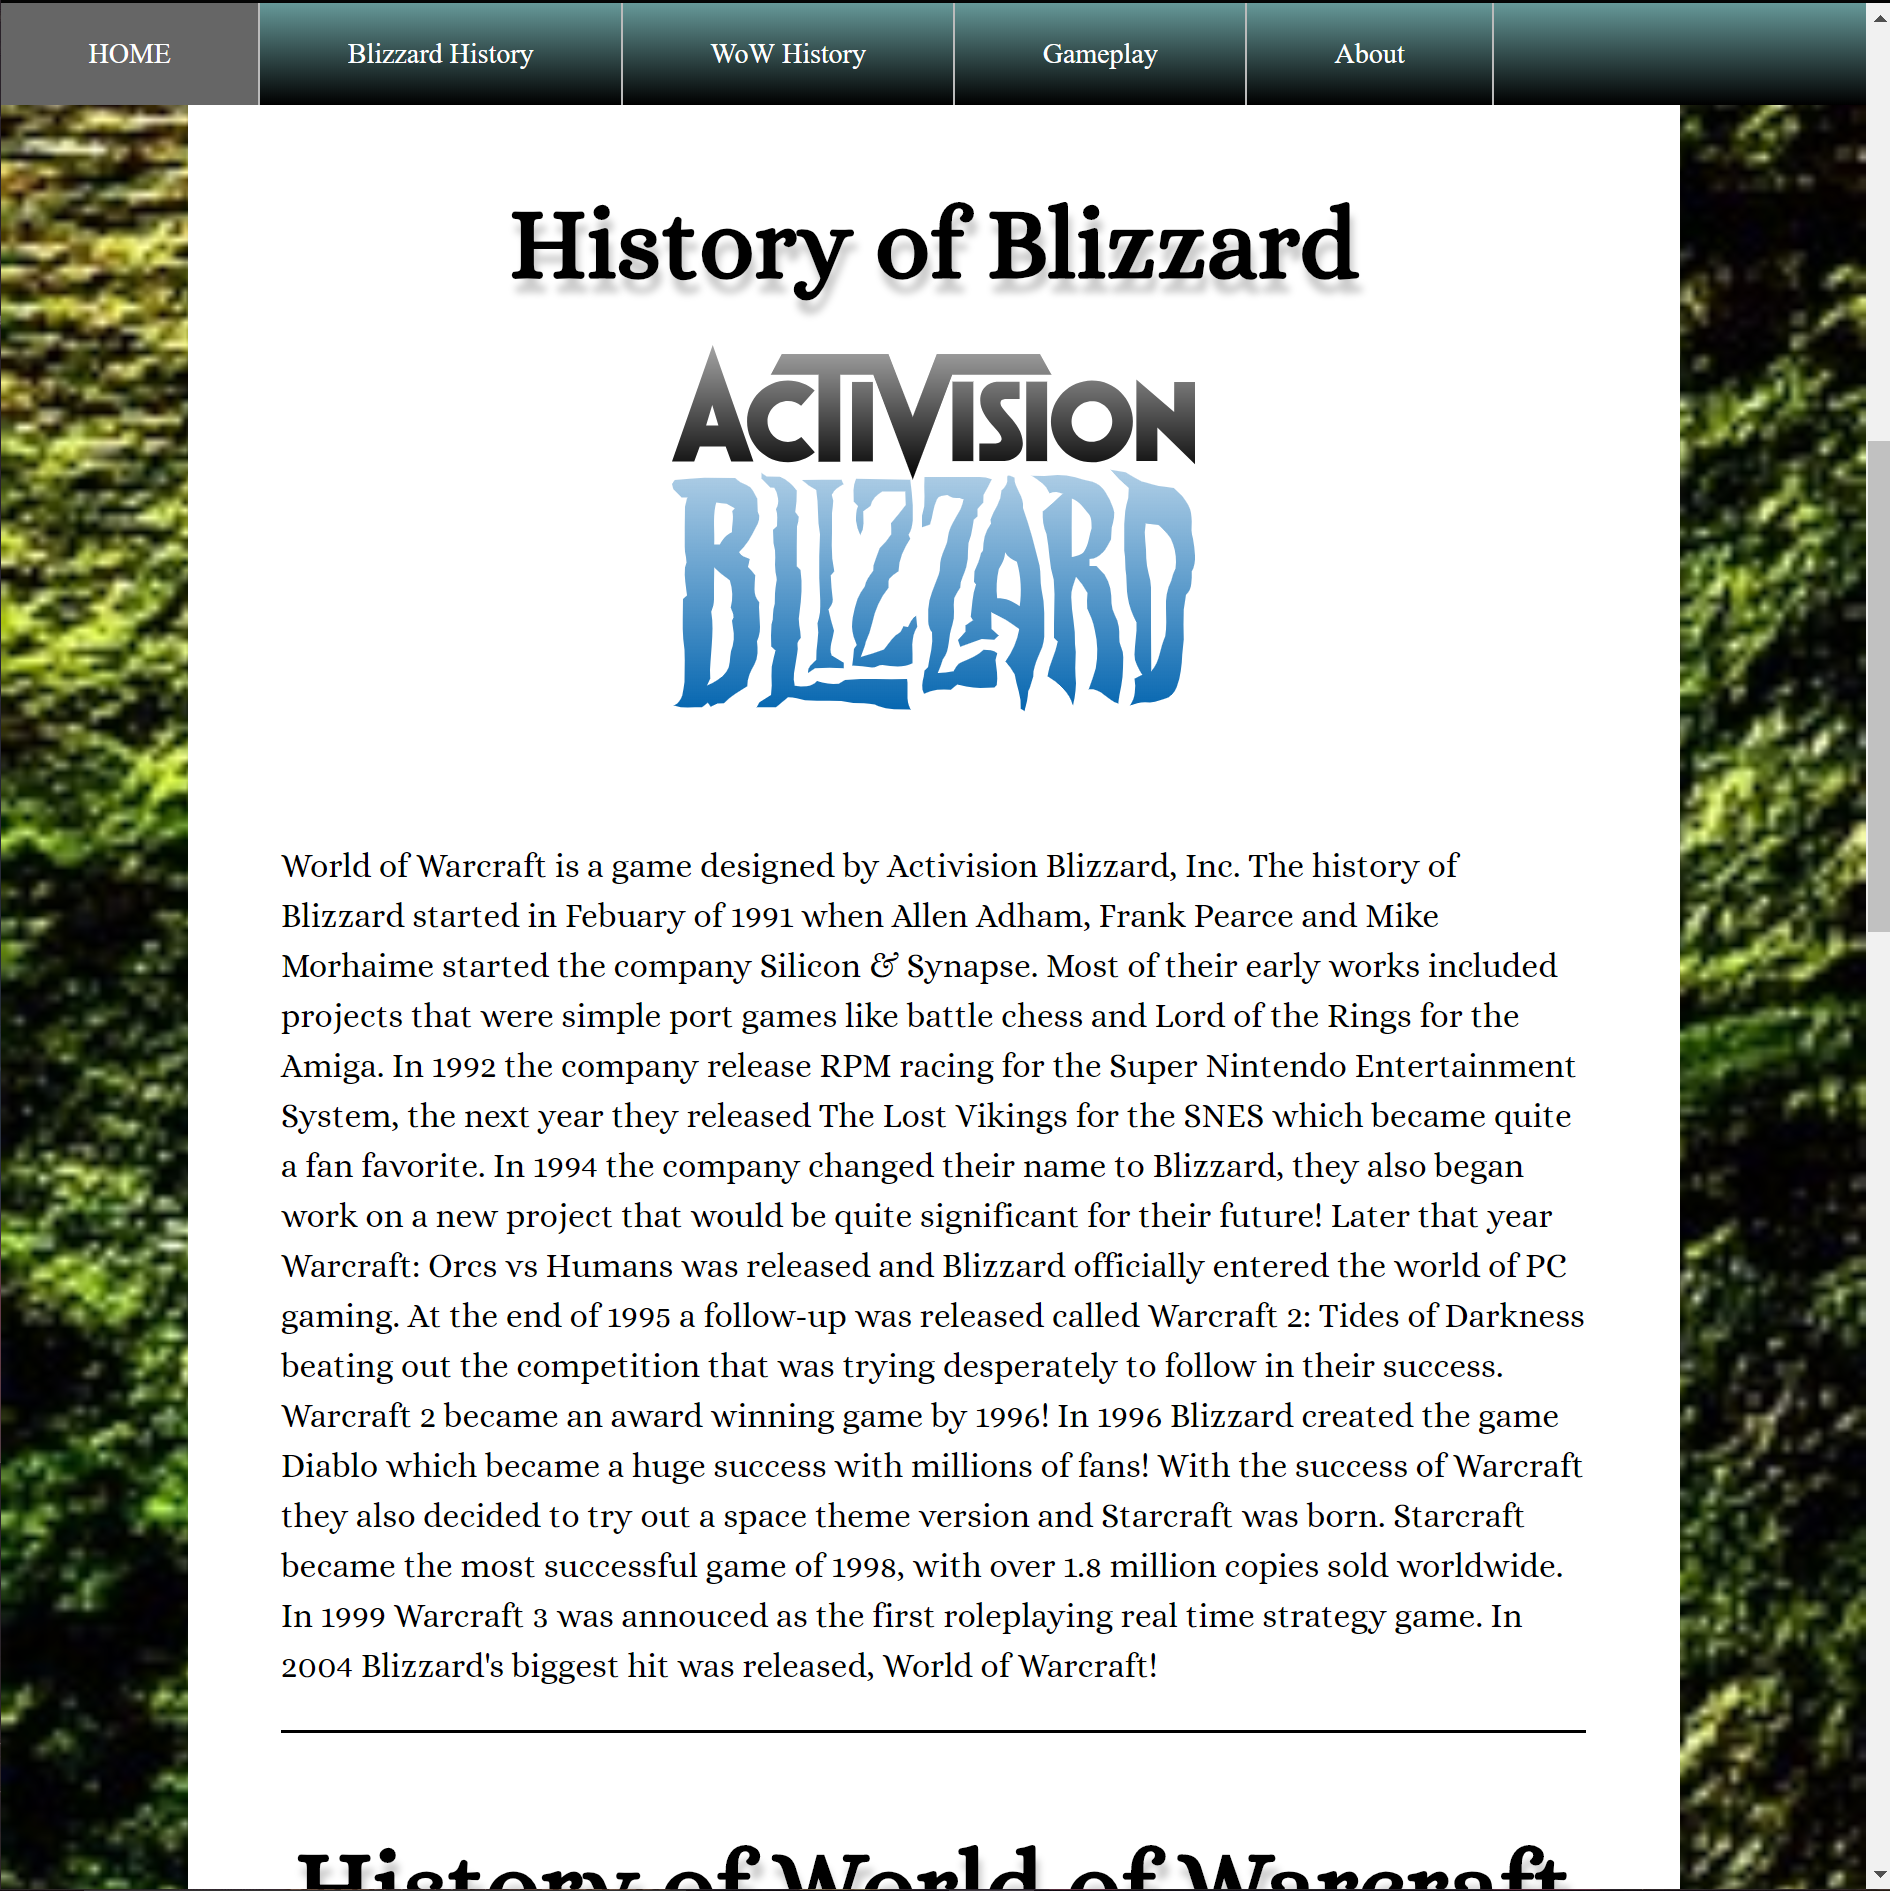 HOME Blizzard History WoW History Gameplay About
History of Blizzard
ACTIVISION
BLIZZARD
World of Warcraft is a game designed by Activision Blizzard, Inc. The history of
Blizzard started in Febuary of 1991 when Allen Adham, Frank Pearce and Mike
Morhaime started the company Silicon & Synapse. Most of their early works included
projects that were simple port games like battle chess and Lord of the Rings for the
Amiga. In 1992 the company release RPM racing for the Super Nintendo Entertainment
System, the next year they released The Lost Vikings for the SNES which became quite
a fan favorite. In 1994 the company changed their name to Blizzard, they also began
work on a new project that would be quite significant for their future! Later that year
Warcraft: Orcs vs Humans was released and Blizzard officially entered the world of PC
gaming. At the end of 1995 a follow-up was released called Warcraft 2: Tides of Darkness
beating out the competition that was trying desperately to follow in their success.
Warcraft 2 became an award winning game by 1996! In 1996 Blizzard created the game
Diablo which became a huge success with millions of fans! With the success of Warcraft
they also decided to try out a space theme version and Starcraft was born. Starcraft
became the most successful game of 1998, with over 1.8 million copies sold worldwide.
In 1999 Warcraft 3 was annouced as the first roleplaying real time strategy game. In
2004 Blizzard's biggest hit was released, World of Warcraft!
History of World of Warcraft